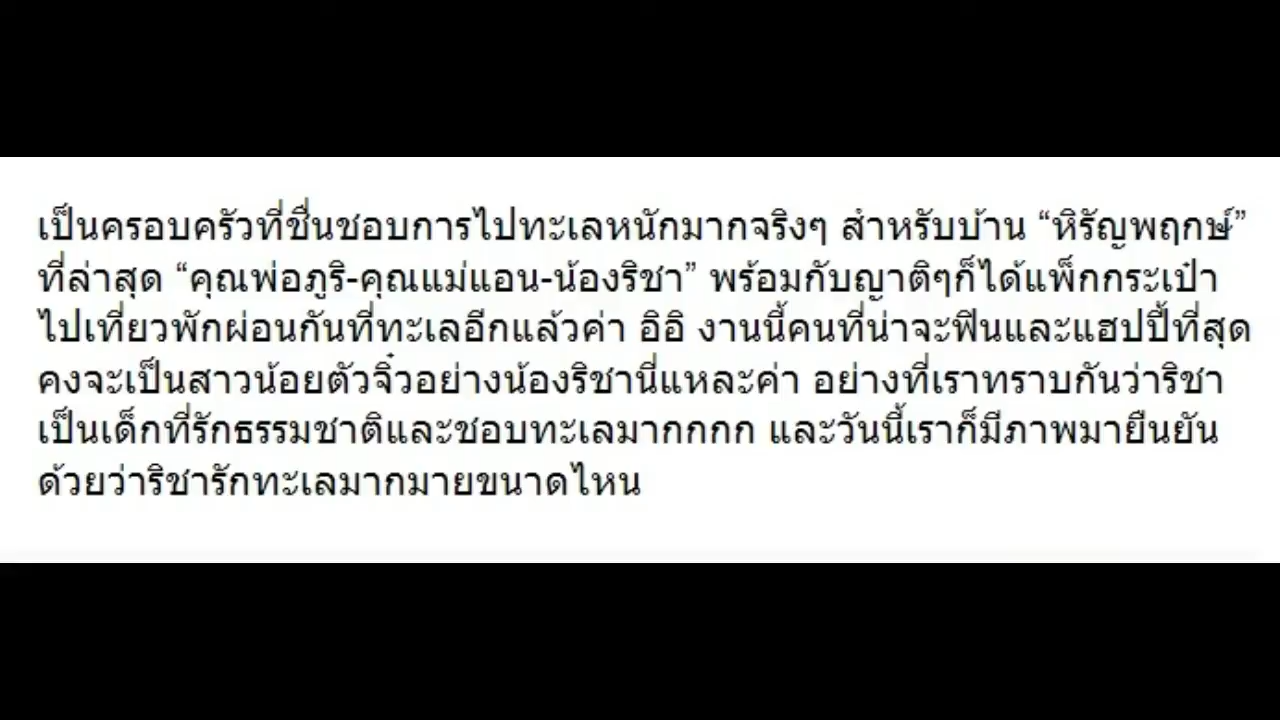 เป็นครอบครัวที่ชื่นชอบการไปทะเลหนักมากจริงๆ สำหรับบ้าน “หิรัญพฤกษ์”
ที่ล่าสุด “คุณพ่อภูริ-คุณแม่แอน-น้องริชา” พร้อมกับญาติๆก็ได้แพ็กกระเป๋า
ไปเที่ยวพักผ่อนกันที่ทะเลอีกแล้วค่า อิอิ งานนี้คนที่น่าจะฟินและแฮปปี้ที่สุด
คงจะเป็นสาวน้อยตัวจิ๋วอย่างน้องริชานี่แหละค่า อย่างที่เราทราบกันว่าริชา
เป็นเด็กที่รักธรรมชาติและชอบทะเลมากกกก และวันนี้เราก็มีภาพมายืนยัน
ด้วยว่าริชารักทะเลมากมายขนาดไหน